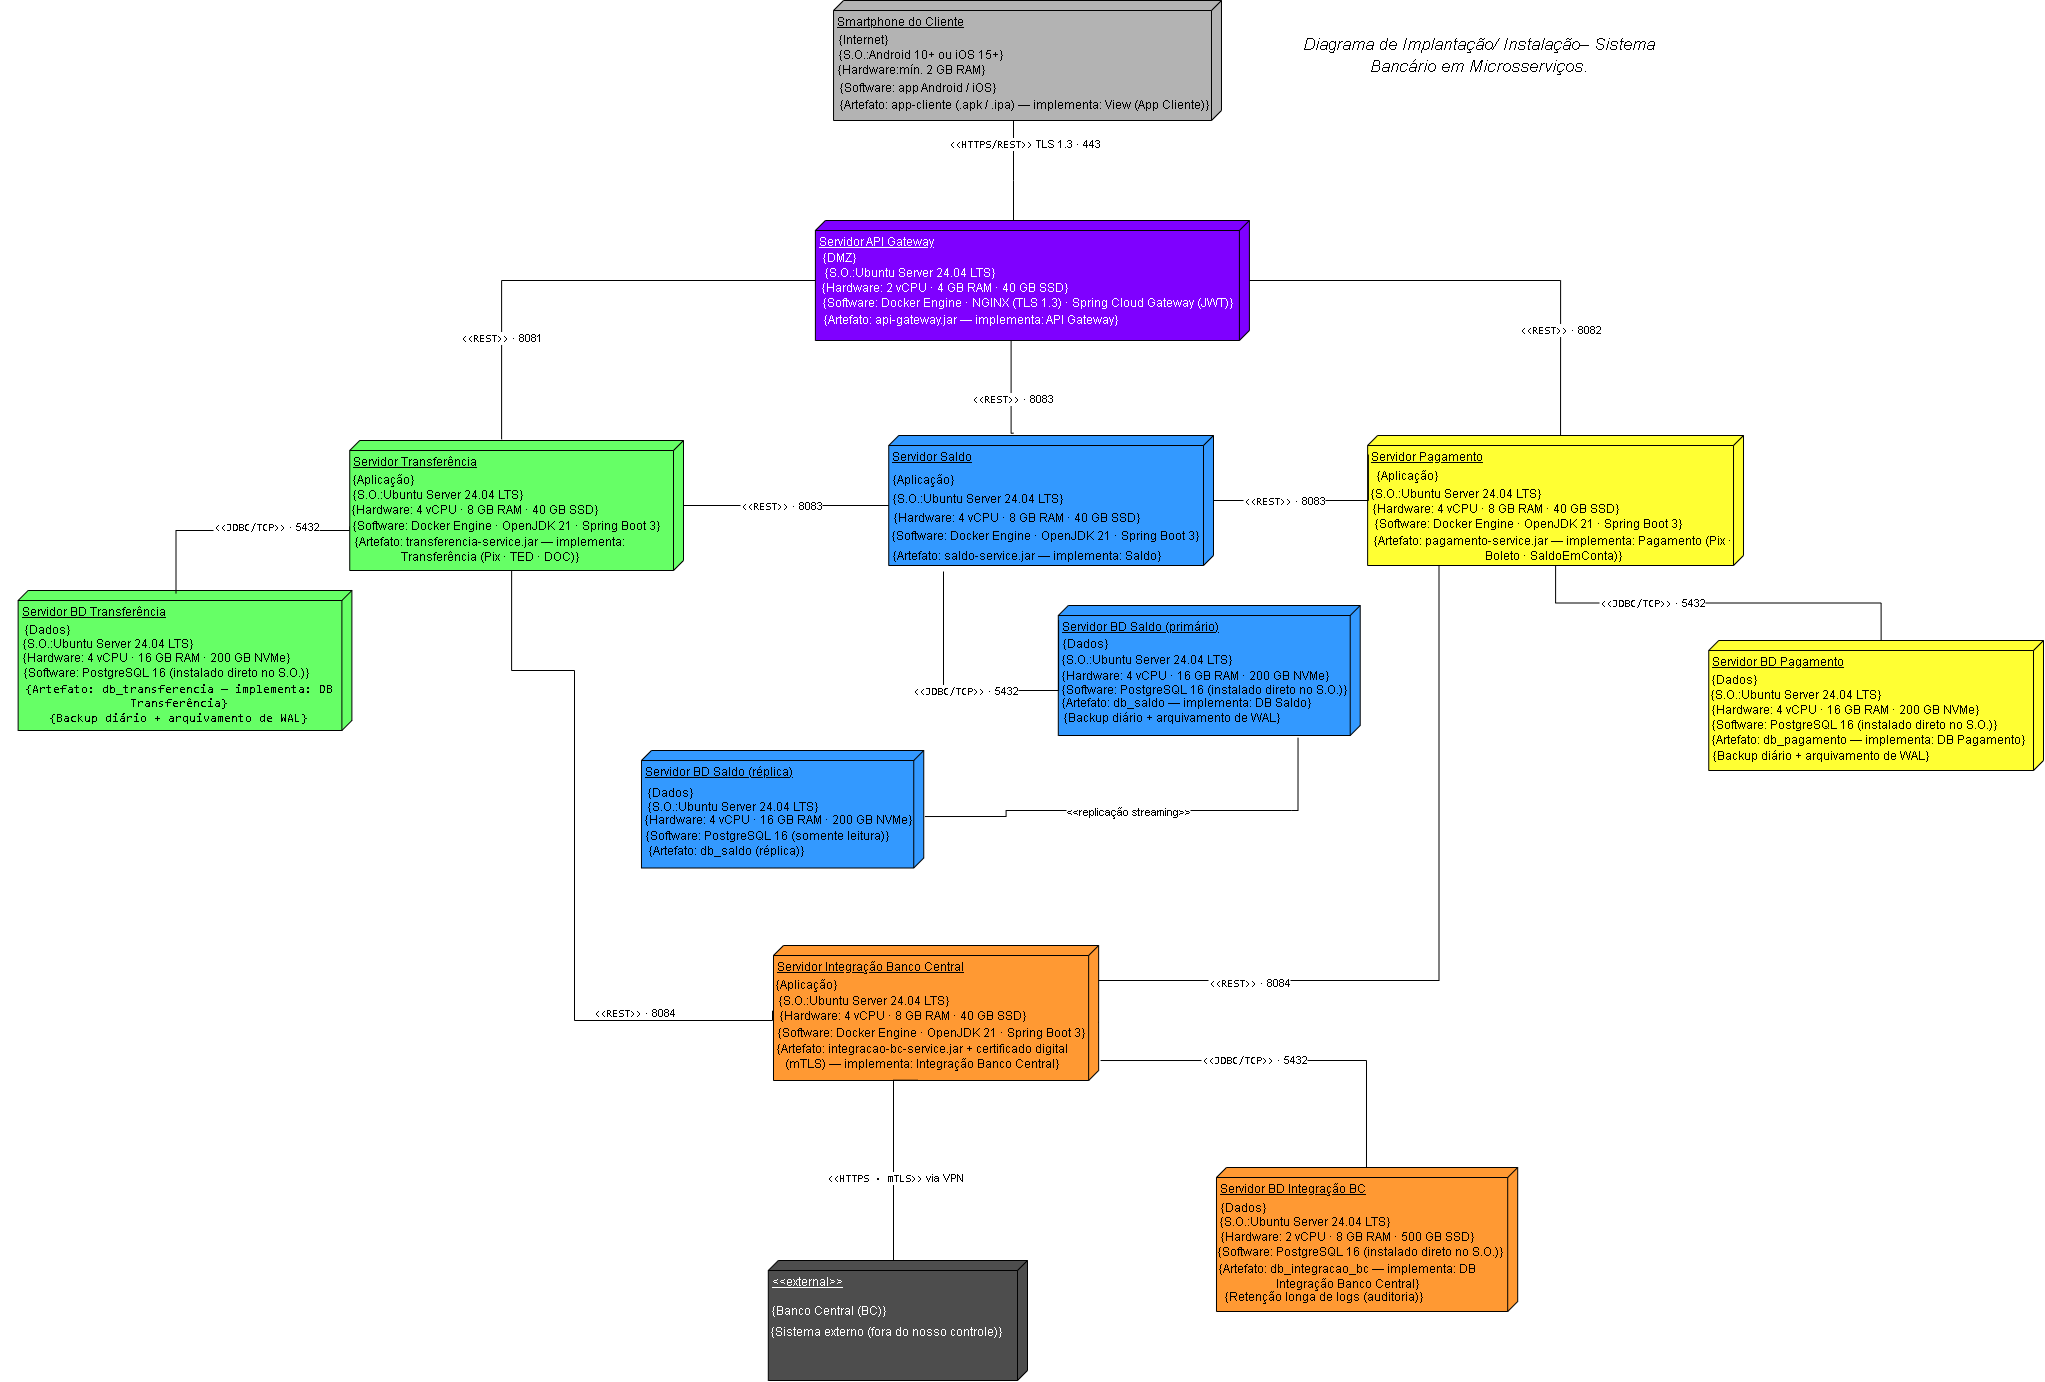 Smartphone do Cliente
{Internet}
{S.O.:Android 10+ ou iOS 15+}
{Hardware:mín. 2 GB RAM}
{Software: app Android / iOS}
{Artefato: app-cliente (.apk / .ipa) — implementa: View (App Cliente)}
Diagrama de Implantação/ Instalação– Sistema
Bancário em Microsserviços.
<<HTTPS/REST>> TLS 1.3 · 443
Servidor API Gateway
{DMZ}
{S.O.:Ubuntu Server 24.04 LTS}
{Hardware: 2 vCPU · 4 GB RAM · 40 GB SSD}
{Software: Docker Engine · NGINX (TLS 1.3) · Spring Cloud Gateway (JWT)}
{Artefato: api-gateway.jar — implementa: API Gateway}
<<REST>> · 8081
<<REST>> · 8082
<<REST>> · 8083
Servidor Transferência
{Aplicação}
{S.O.:Ubuntu Server 24.04 LTS}
{Hardware: 4 vCPU · 8 GB RAM · 40 GB SSD}
{Software: Docker Engine · OpenJDK 21 · Spring Boot 3}
{Artefato: transferencia-service.jar — implementa:
Transferência (Pix · TED · DOC)}
<<REST>> · 8083
Servidor Saldo
{Aplicação}
{S.O.:Ubuntu Server 24.04 LTS}
{Hardware: 4 vCPU · 8 GB RAM · 40 GB SSD}
{Software: Docker Engine · OpenJDK 21 · Spring Boot 3}
{Artefato: saldo-service.jar — implementa: Saldo}
<<REST>> · 8083
Servidor Pagamento
{Aplicação}
{S.O.:Ubuntu Server 24.04 LTS}
{Hardware: 4 vCPU · 8 GB RAM · 40 GB SSD}
{Software: Docker Engine · OpenJDK 21 · Spring Boot 3}
{Artefato: pagamento-service.jar — implementa: Pagamento (Pix ·
Boleto · SaldoEmConta)}
<<JDBC/TCP>> · 5432
Servidor BD Transferência
{Dados}
{S.O.:Ubuntu Server 24.04 LTS}
{Hardware: 4 vCPU · 16 GB RAM · 200 GB NVMe}
{Software: PostgreSQL 16 (instalado direto no S.O.)}
{Artefato: db_transferencia — implementa: DB
Transferência}
{Backup diário + arquivamento de WAL}
<<JDBC/TCP>> · 5432
Servidor BD Saldo (primário)
{Dados}
{S.O.:Ubuntu Server 24.04 LTS}
{Hardware: 4 vCPU · 16 GB RAM · 200 GB NVMe}
{Software: PostgreSQL 16 (instalado direto no S.O.)}
{Artefato: db_saldo — implementa: DB Saldo}
{Backup diário + arquivamento de WAL}
<<JDBC/TCP>> · 5432
Servidor BD Pagamento
{Dados}
{S.O.:Ubuntu Server 24.04 LTS}
{Hardware: 4 vCPU · 16 GB RAM · 200 GB NVMe}
{Software: PostgreSQL 16 (instalado direto no S.O.)}
{Artefato: db_pagamento — implementa: DB Pagamento}
{Backup diário + arquivamento de WAL}
Servidor BD Saldo (réplica)
{Dados}
{S.O.:Ubuntu Server 24.04 LTS}
{Hardware: 4 vCPU · 16 GB RAM · 200 GB NVMe}
{Software: PostgreSQL 16 (somente leitura)}
{Artefato: db_saldo (réplica)}
<<replicação streaming>>
Servidor Integração Banco Central
{Aplicação}
{S.O.:Ubuntu Server 24.04 LTS}
{Hardware: 4 vCPU · 8 GB RAM · 40 GB SSD}
{Software: Docker Engine · OpenJDK 21 · Spring Boot 3}
{Artefato: integracao-bc-service.jar + certificado digital
(mTLS) — implementa: Integração Banco Central}
<<REST>> · 8084
<<REST>> · 8084
<<JDBC/TCP>> · 5432
<<HTTPS · mTLS>> via VPN
Servidor BD Integração BC
{Dados}
{S.O.:Ubuntu Server 24.04 LTS}
{Hardware: 2 vCPU · 8 GB RAM · 500 GB SSD}
{Software: PostgreSQL 16 (instalado direto no S.O.)}
{Artefato: db_integracao_bc — implementa: DB
Integração Banco Central}
{Retenção longa de logs (auditoria)}
<<external>>
{Banco Central (BC)}
{Sistema externo (fora do nosso controle)}